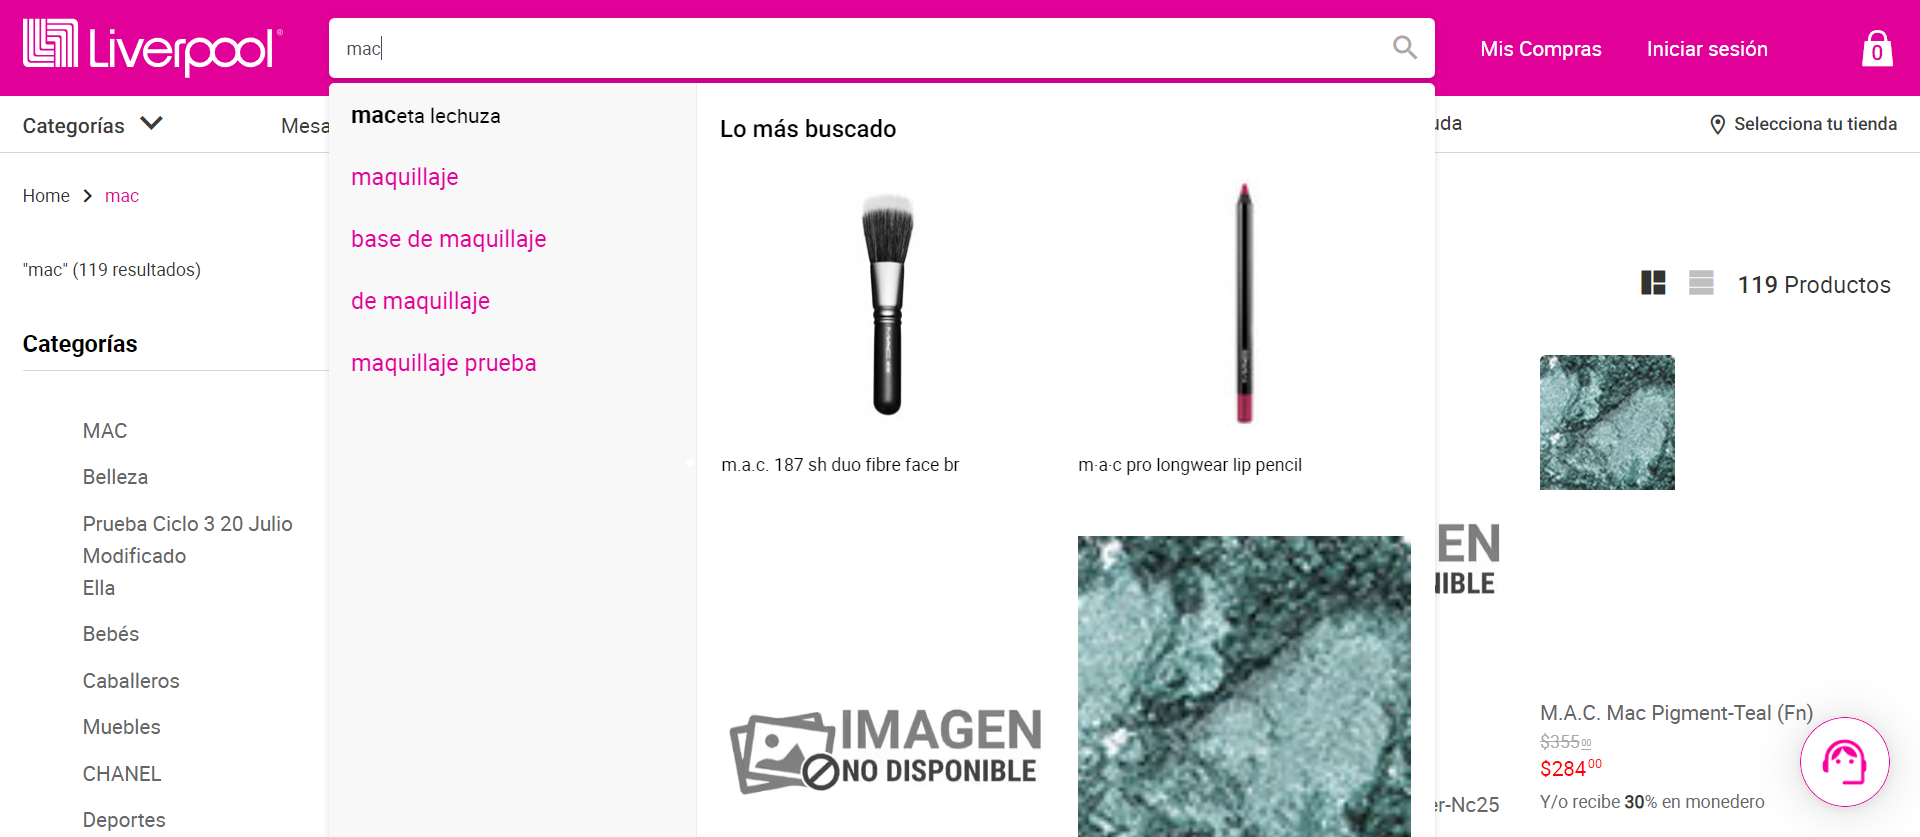 Liverpool®
mac
Mis Compras
Iniciar sesión
0
Categorías
Mesa
uda
Selecciona tu tienda
maceta lechuza
maquillaje
base de maquillaje
de maquillaje
maquillaje prueba
Lo más buscado
m.a.c. 187 sh duo fibre face br
m·a·c pro longwear lip pencil
IMAGEN
NO DISPONIBLE
Home > mac
"mac" (119 resultados)
Categorías
MAC
Belleza
Prueba Ciclo 3 20 Julio
Modificado
Ella
Bebés
Caballeros
Muebles
CHANEL
Deportes
119 Productos
EN
NIBLE
er-Nc25
M.A.C. Mac Pigment-Teal (Fn)
$355.00
$284.00
Y/o recibe 30% en monedero